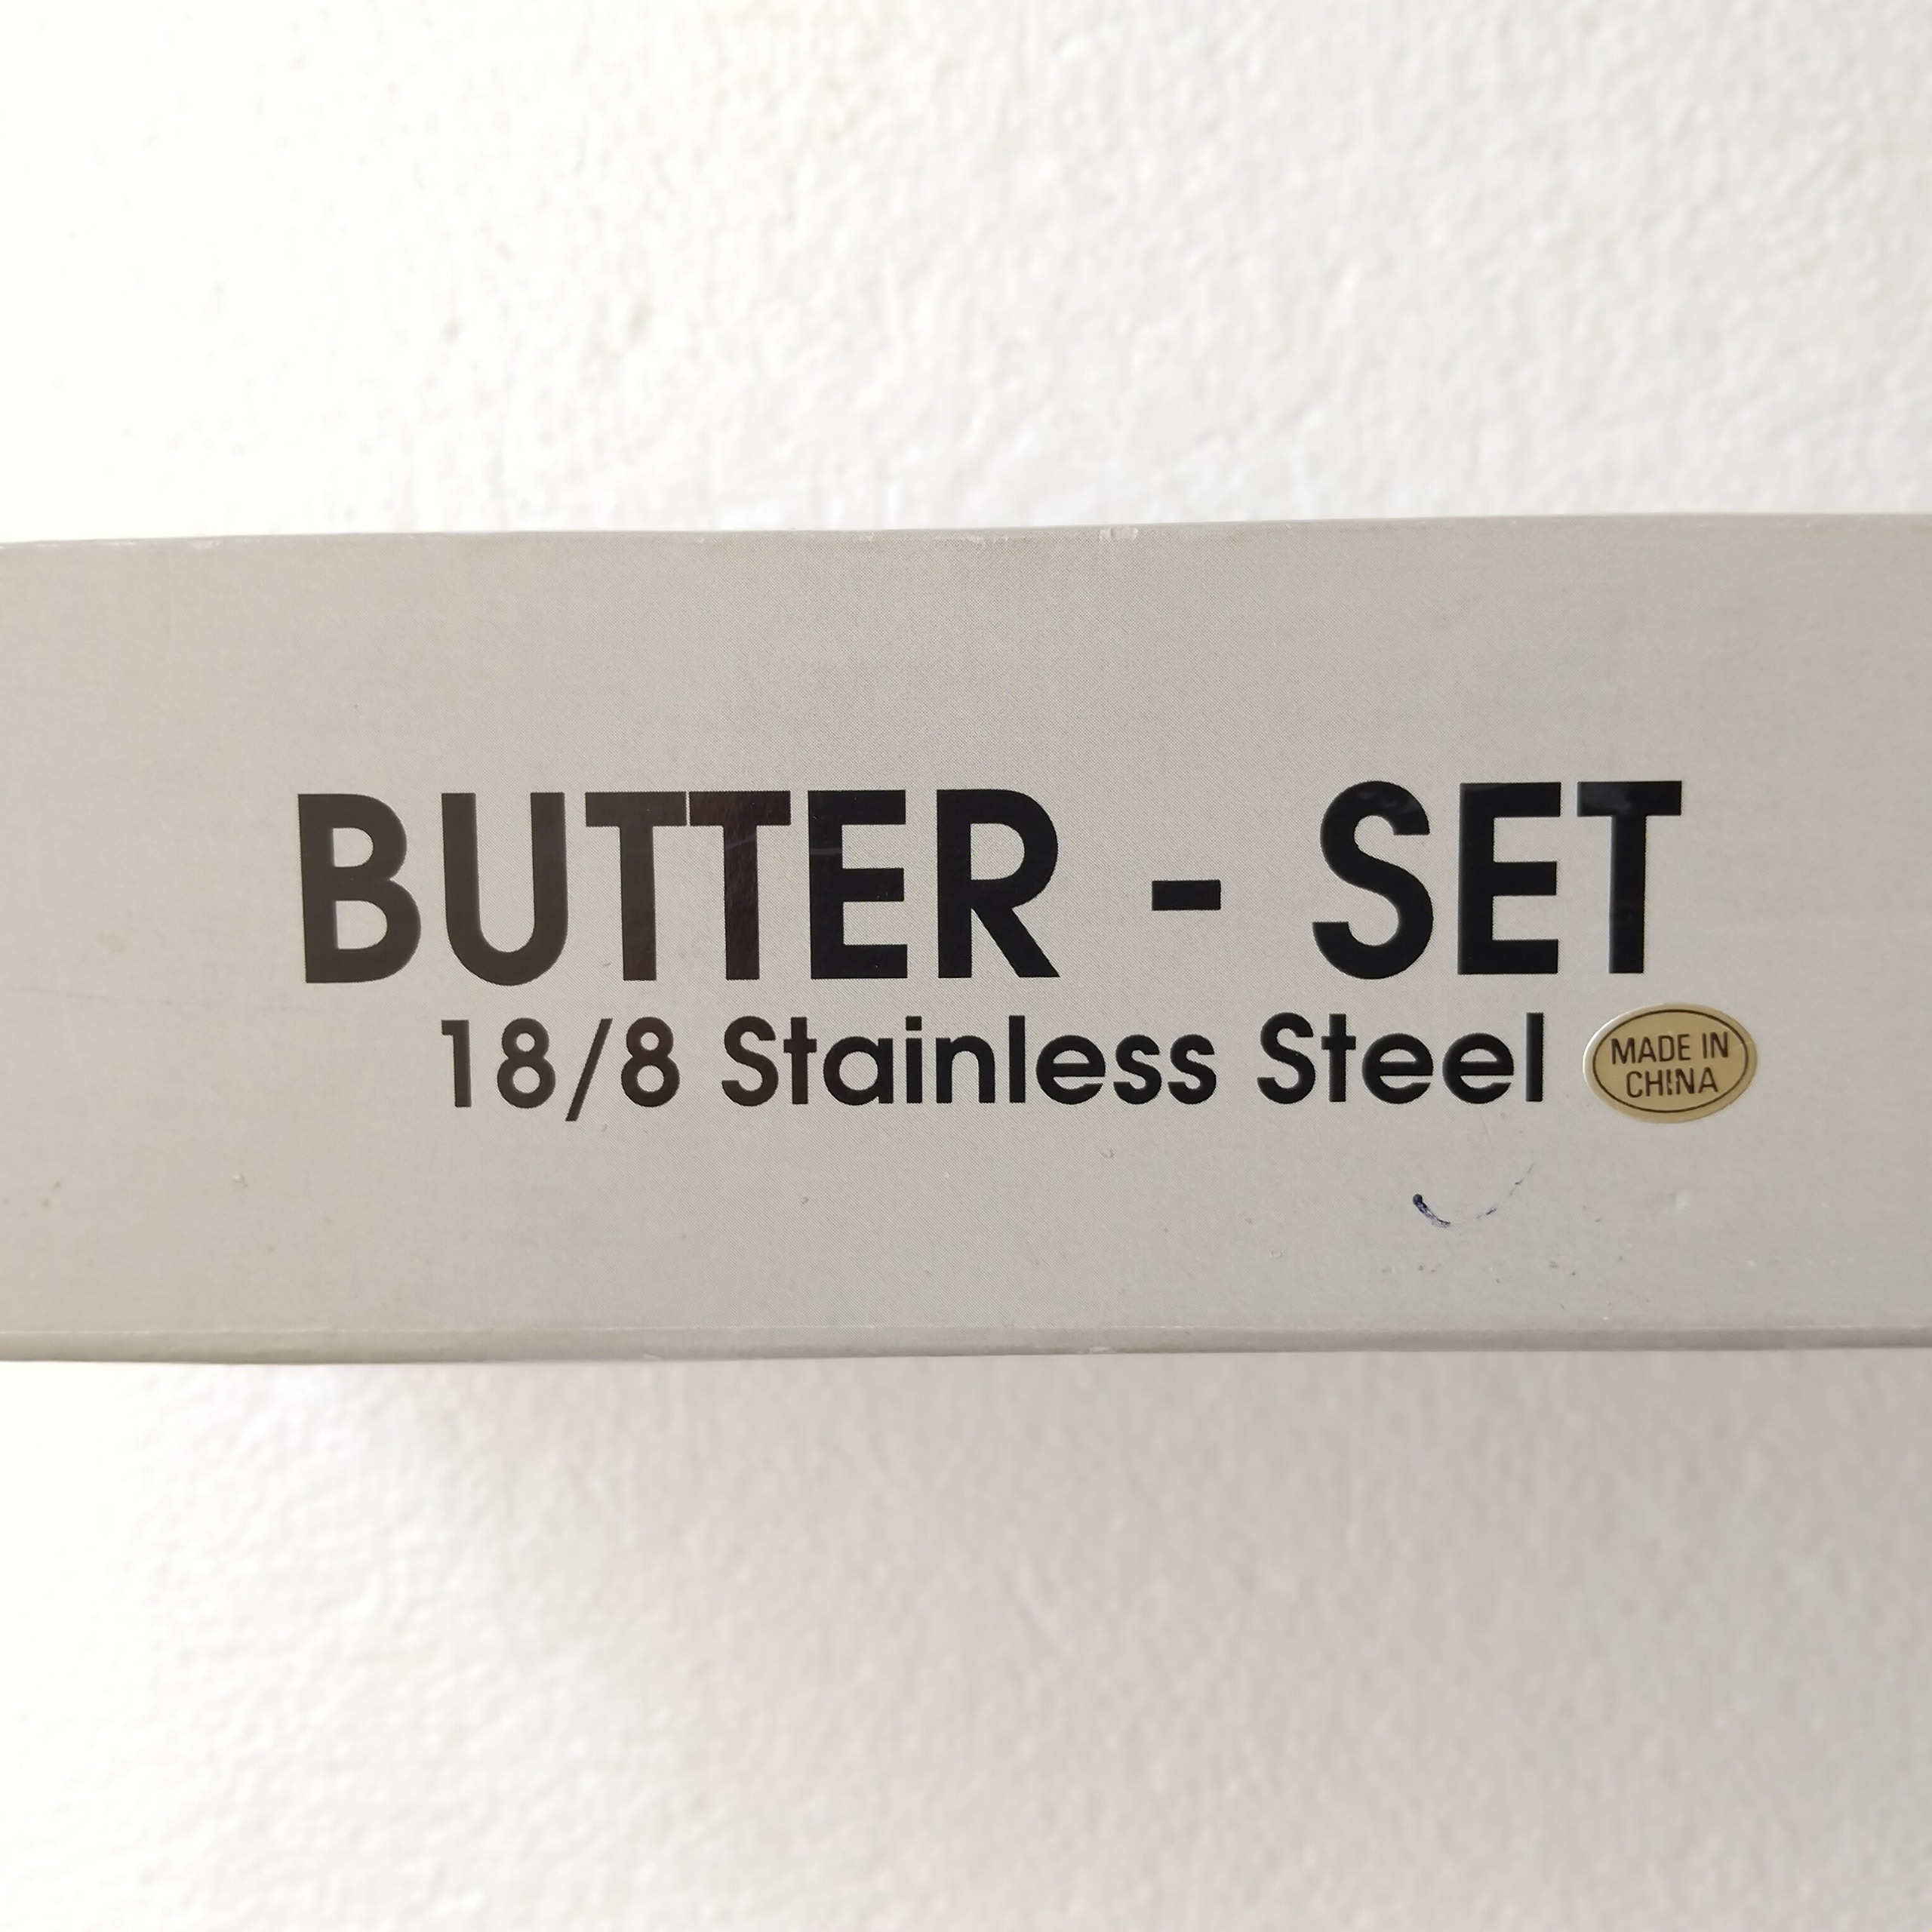 BUTTER - SET
18/8 Stainless Steel
MADE IN
CHINA